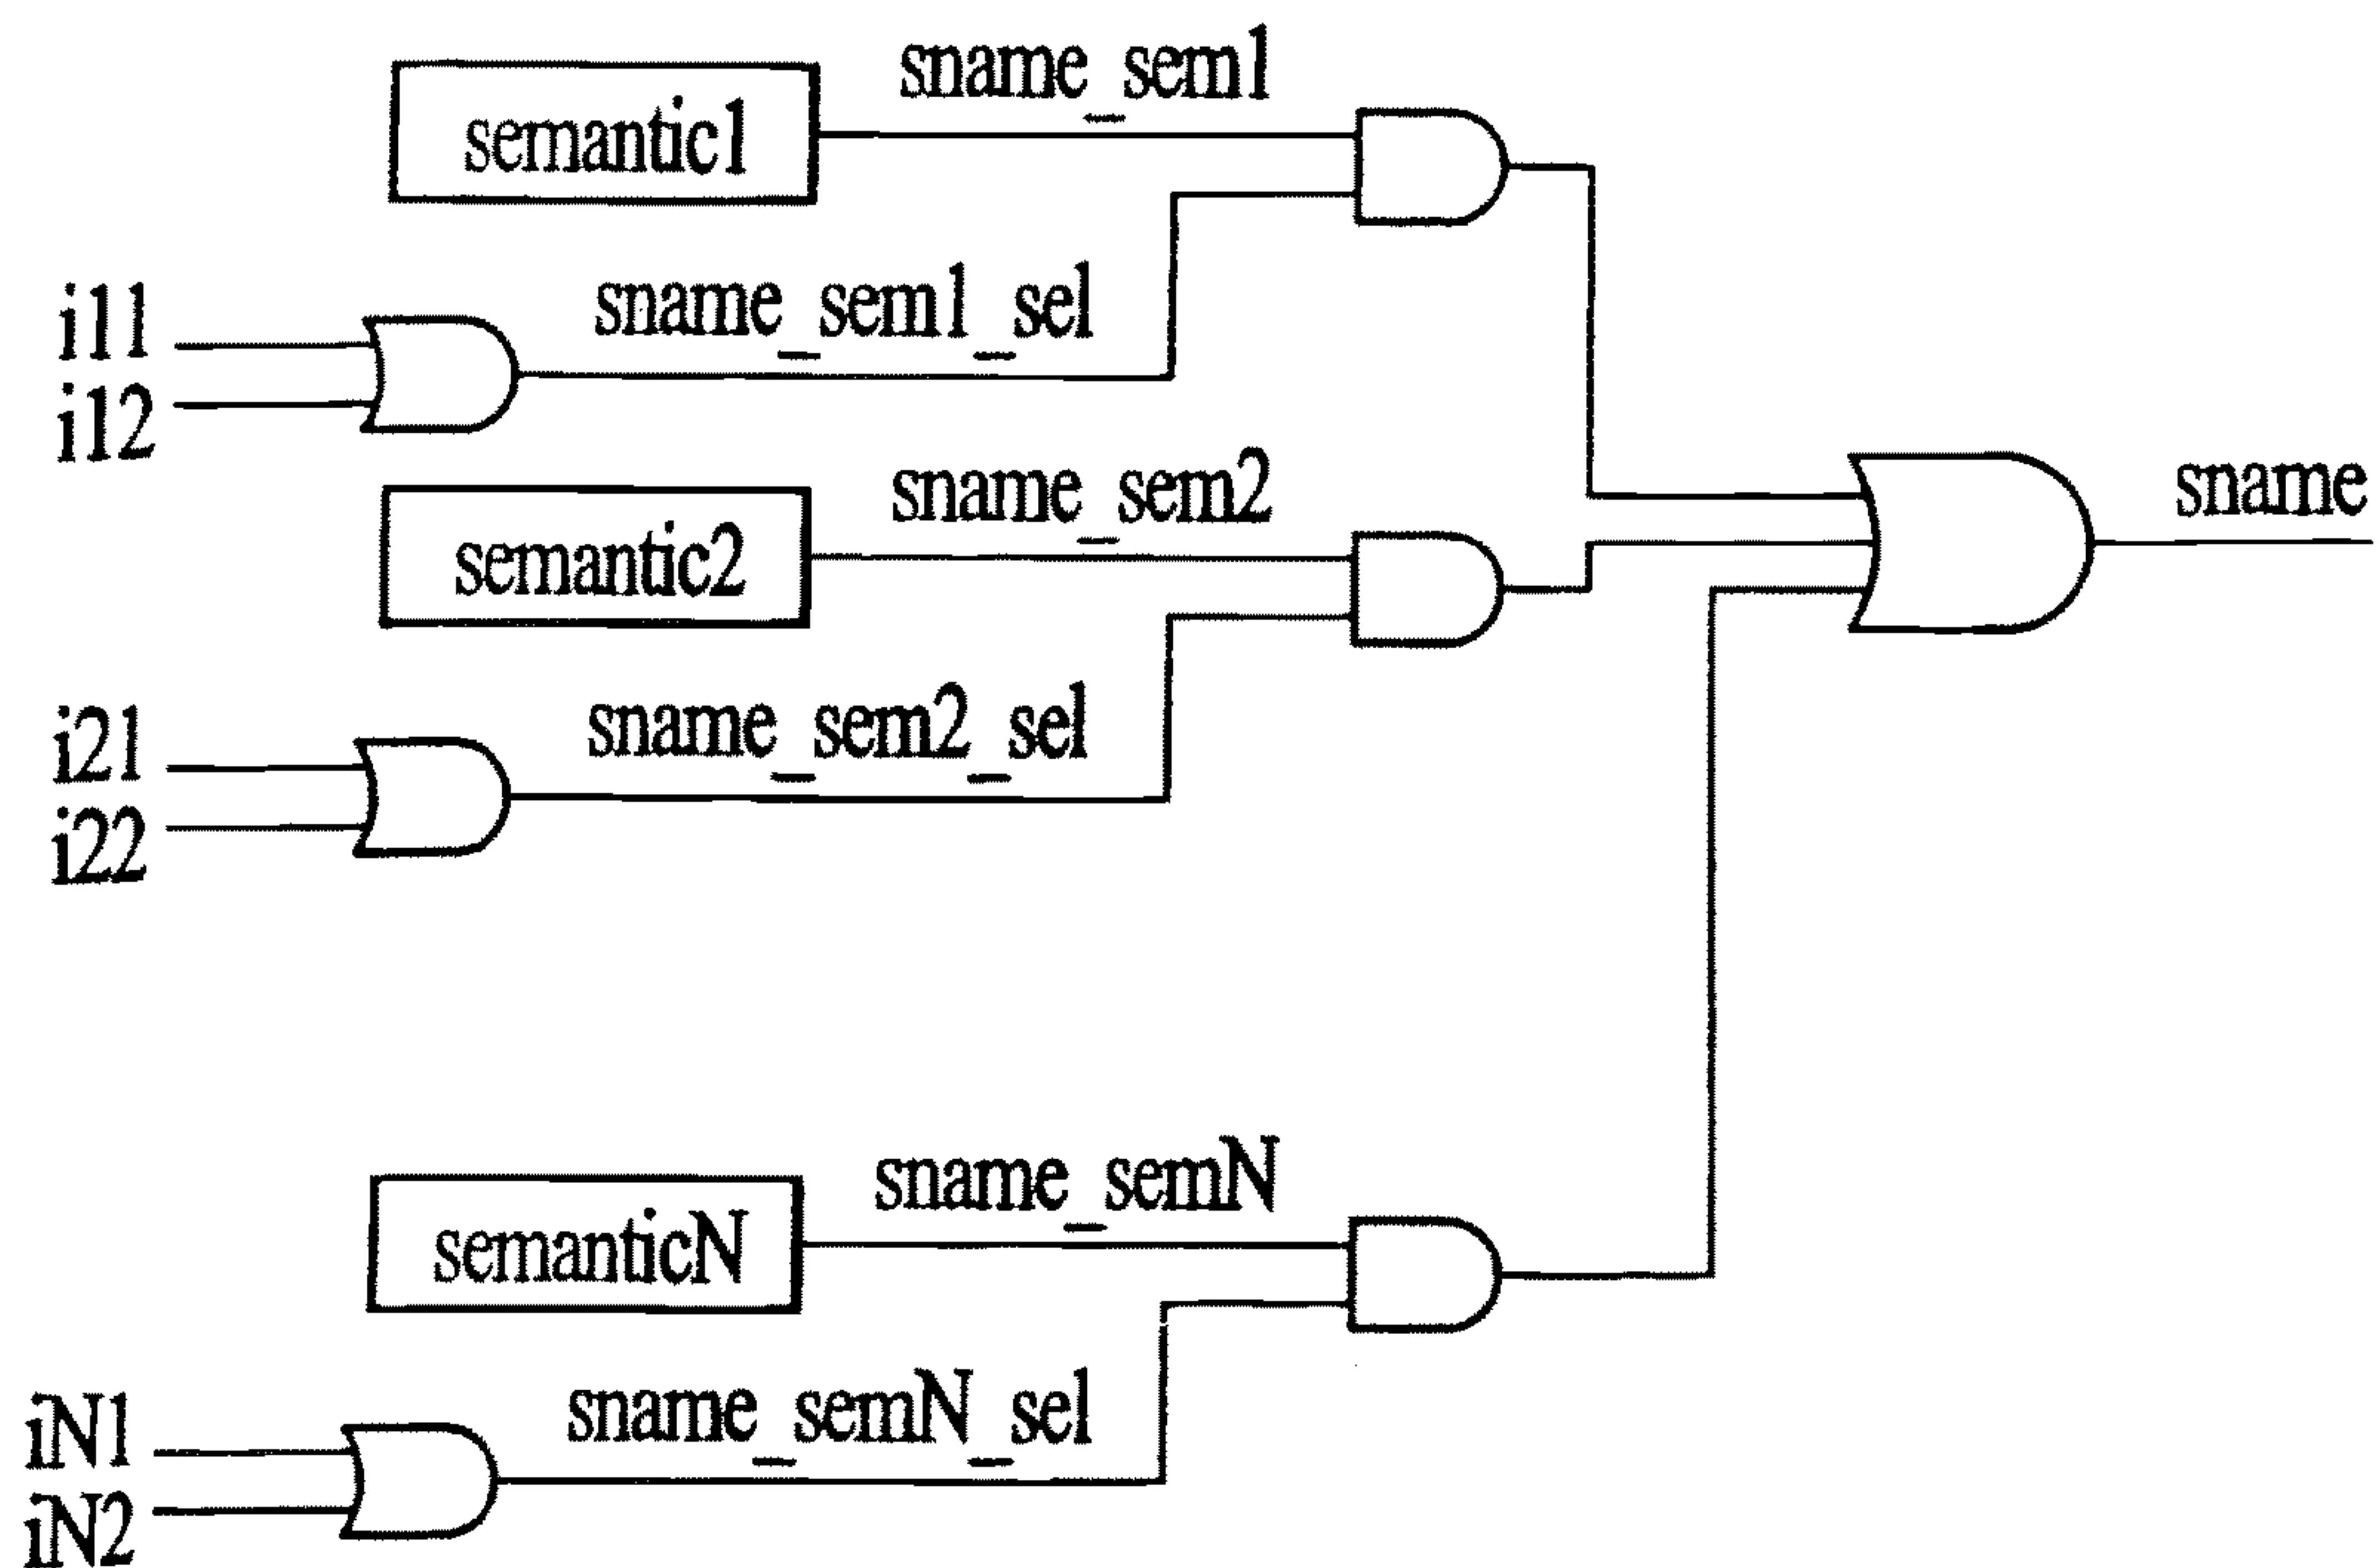 sname_sem1
semantic1
sname_sem1_sel
i11
i12
sname_sem2
sname
semantic2
sname_sem2_sel
i21
i22
sname_semN
semanticN
sname_semN_sel
iN1
iN2